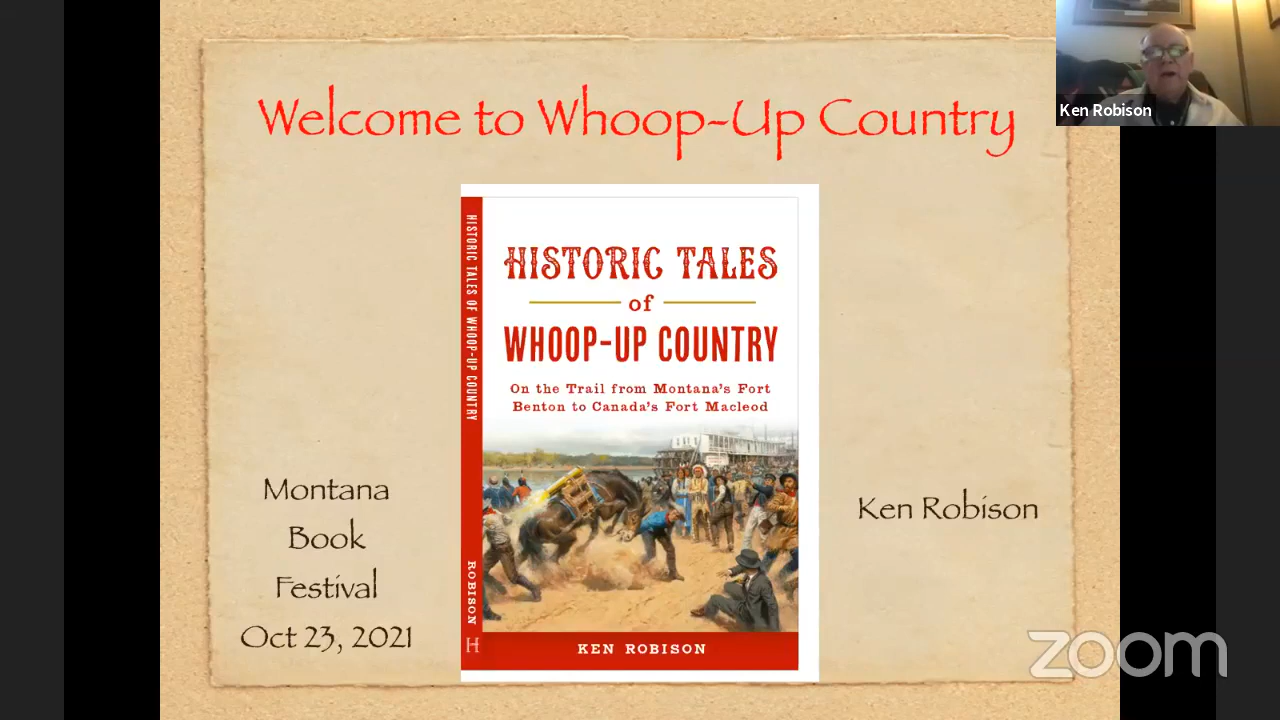 Welcome to Whoop-Up Country
Ken Robison
HISTORIC TALES OF WHOOP-UP COUNTRY
ROBISON
H
HISTORIC TALES
of
WHOOP-UP COUNTRY
On the Trail from Montana's Fort
Benton to Canada's Fort Macleod
KEN ROBISON
Montana
Book
Festival
Oct 23, 2021
Ken Robison
zoom